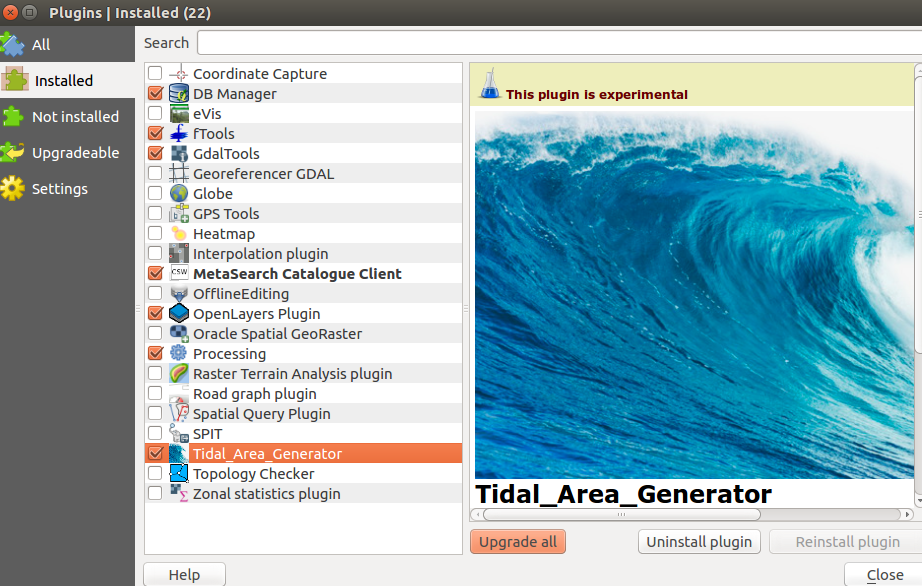 Plugins | Installed (22)
All
Installed
Not installed
Upgradeable
Settings
Search
Coordinate Capture
DB Manager
eVis
fTools
GdalTools
Georeferencer GDAL
Globe
GPS Tools
Heatmap
Interpolation plugin
CSW MetaSearch Catalogue Client
OfflineEditing
OpenLayers Plugin
Oracle Spatial GeoRaster
Processing
Raster Terrain Analysis plugin
Road graph plugin
Spatial Query Plugin
SPIT
Tidal_Area_Generator
Topology Checker
Zonal statistics plugin
This plugin is experimental
Tidal_Area_Generator
Upgrade all
Uninstall plugin
Reinstall plugin
Help
Close